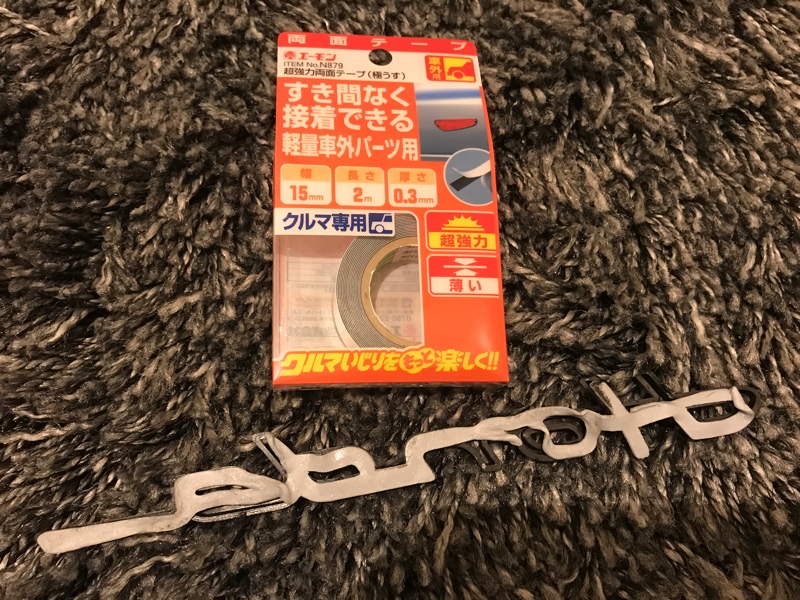 両面テープ
エーモン
ITEM No.N879
超強力両面テープ(極うす)
車外用
すき間なく
接着できる
軽量車外パーツ用
幅
15mm
長さ
2m
厚さ
0.3mm
クルマ専用
超強力
薄い
クルマいじりをもっと楽しく!!